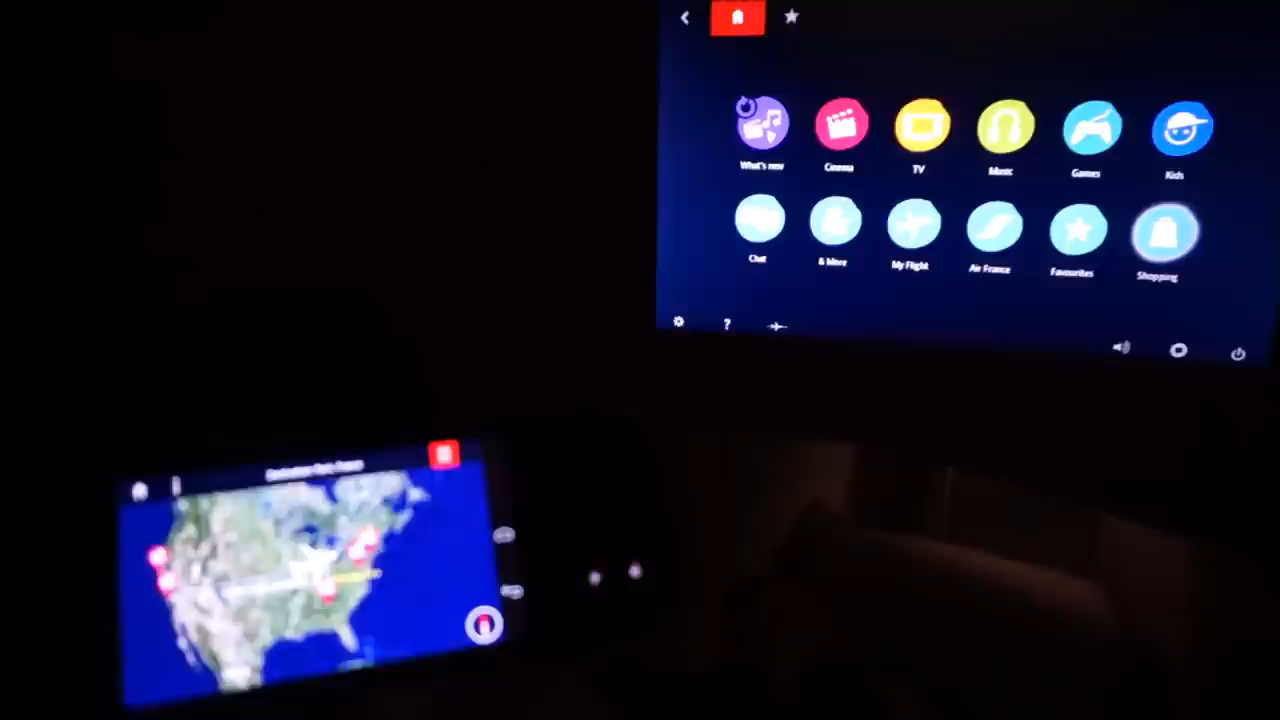 What's new Cinema TV Music Games Kids
Chat & More My Flight Air France Favourites Shopping
?